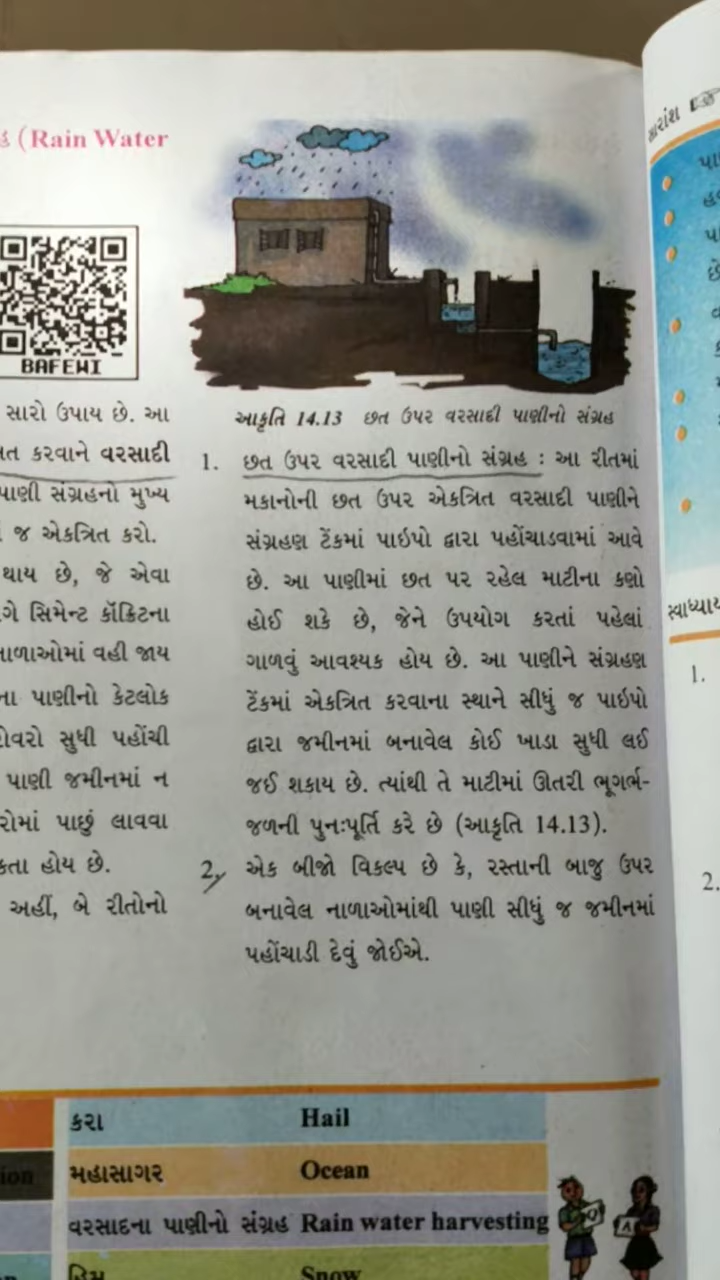 (Rain Water
BAFEWI
સારો ઉપાય છે. આ
કરવાને વરસાદી
પાણી સંગ્રહનો મુખ્ય
જ એકત્રિત કરો.
થાય છે, જે એવા
સિમેન્ટ કૉંક્રિટના
વહી જાય
પાણીનો કેટલોક
સુધી પહોંચી
પાણી જમીનમાં ન
પાછું લાવવા
હોય છે.
અહીં, બે રીતોનો
આકૃતિ 14.13 છત ઉપર વરસાદી પાણીનો સંગ્રહ
1. છત ઉપર વરસાદી પાણીનો સંગ્રહ : આ રીતમાં
મકાનોની છત ઉપર એકત્રિત વરસાદી પાણીને
સંગ્રહણ ટેંકમાં પાઇપો દ્વારા પહોંચાડવામાં આવે
છે. આ પાણીમાં છત પર રહેલ માટીના કણો
હોઈ શકે છે, જેને ઉપયોગ કરતાં પહેલાં
ગાળવું આવશ્યક હોય છે. આ પાણીને સંગ્રહણ
ટેંકમાં એકત્રિત કરવાના સ્થાને સીધું જ પાઇપો
દ્વારા જમીનમાં બનાવેલ કોઈ ખાડા સુધી લઈ
જઈ શકાય છે. ત્યાંથી તે માટીમાં ઊતરી ભૂગર્ભ-
જળની પુનઃપૂર્તિ કરે છે (આકૃતિ 14.13).
2, એક બીજો વિકલ્પ છે કે, રસ્તાની બાજુ ઉપર
બનાવેલ નાળાઓમાંથી પાણી સીધું જ જમીનમાં
પહોંચાડી દેવું જોઈએ.
કરા Hail
મહાસાગર Ocean
વરસાદના પાણીનો સંગ્રહ Rain water harvesting
હિમ Snow
Q
A
સારાંશ
સ્વાધ્યાય
1.
2.